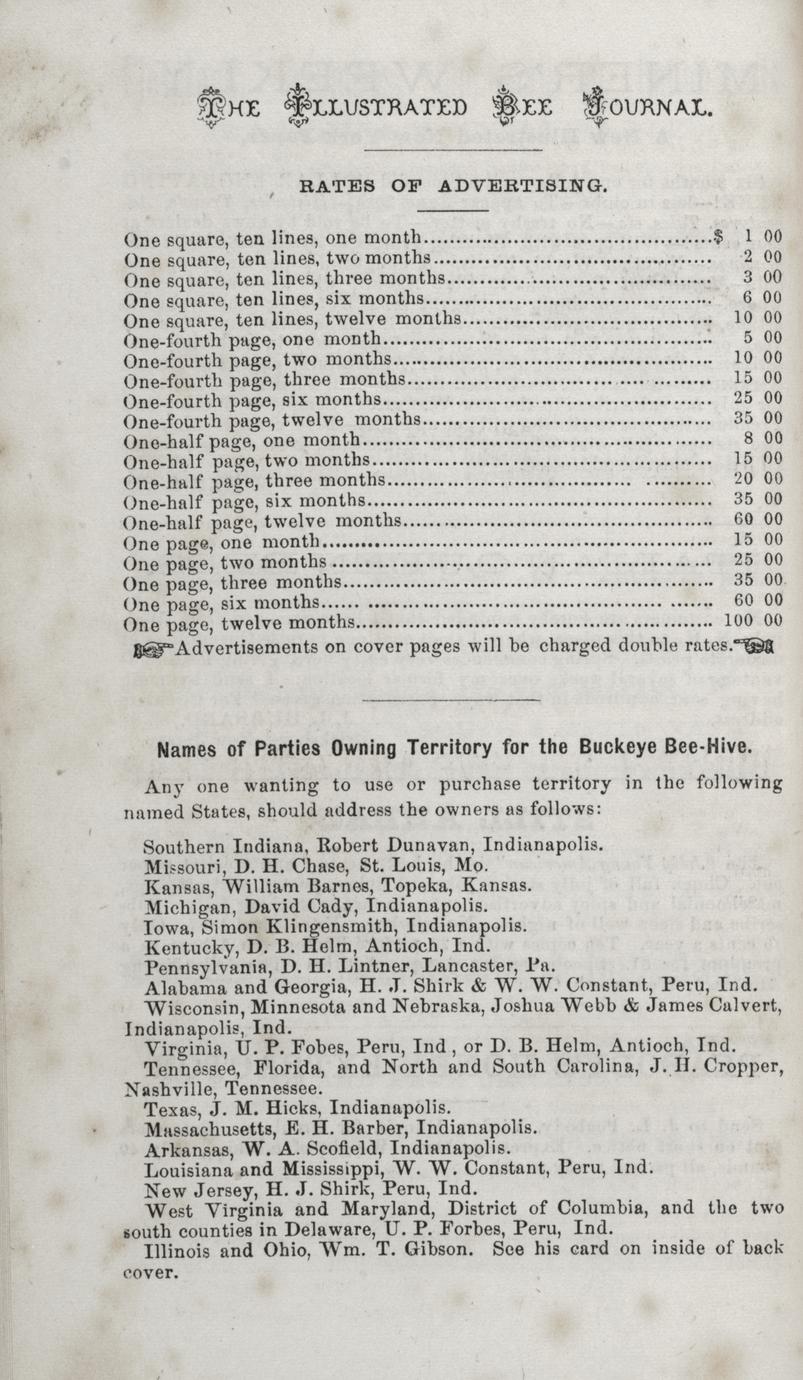 The Illustrated Bee Journal.
RATES OF ADVERTISING.
One square, ten lines, one month........................................$ 1 00
One square, ten lines, two months........................................ 2 00
One square, ten lines, three months........................................ 3 00
One square, ten lines, six months........................................ 6 00
One square, ten lines, twelve months........................................ 10 00
One-fourth page, one month........................................ 5 00
One-fourth page, two months........................................ 10 00
One-fourth page, three months........................................ 15 00
One-fourth page, six months........................................ 25 00
One-fourth page, twelve months........................................ 35 00
One-half page, one month........................................ 8 00
One-half page, two months........................................ 15 00
One-half page, three months........................................ 20 00
One-half page, six months........................................ 35 00
One-half page, twelve months........................................ 60 00
One page, one month........................................ 15 00
One page, two months ........................................ 25 00
One page, three months........................................ 35 00
One page, six months........................................ 60 00
One page, twelve months........................................ 100 00
☞Advertisements on cover pages will be charged double rates.☜
Names of Parties Owning Territory for the Buckeye Bee-Hive.
Any one wanting to use or purchase territory in the following
named States, should address the owners as follows:
Southern Indiana, Robert Dunavan, Indianapolis.
Missouri, D. H. Chase, St. Louis, Mo.
Kansas, William Barnes, Topeka, Kansas.
Michigan, David Cady, Indianapolis.
Iowa, Simon Klingensmith, Indianapolis.
Kentucky, D. B. Helm, Antioch, Ind.
Pennsylvania, D. H. Lintner, Lancaster, Pa.
Alabama and Georgia, H. J. Shirk & W. W. Constant, Peru, Ind.
Wisconsin, Minnesota and Nebraska, Joshua Webb & James Calvert,
Indianapolis, Ind.
Virginia, U. P. Fobes, Peru, Ind , or D. B. Helm, Antioch, Ind.
Tennessee, Florida, and North and South Carolina, J. H. Cropper,
Nashville, Tennessee.
Texas, J. M. Hicks, Indianapolis.
Massachusetts, E. H. Barber, Indianapolis.
Arkansas, W. A. Scofield, Indianapolis.
Louisiana and Mississippi, W. W. Constant, Peru, Ind.
New Jersey, H. J. Shirk, Peru, Ind.
West Virginia and Maryland, District of Columbia, and the two
south counties in Delaware, U. P. Forbes, Peru, Ind.
Illinois and Ohio, Wm. T. Gibson. See his card on inside of back
cover.